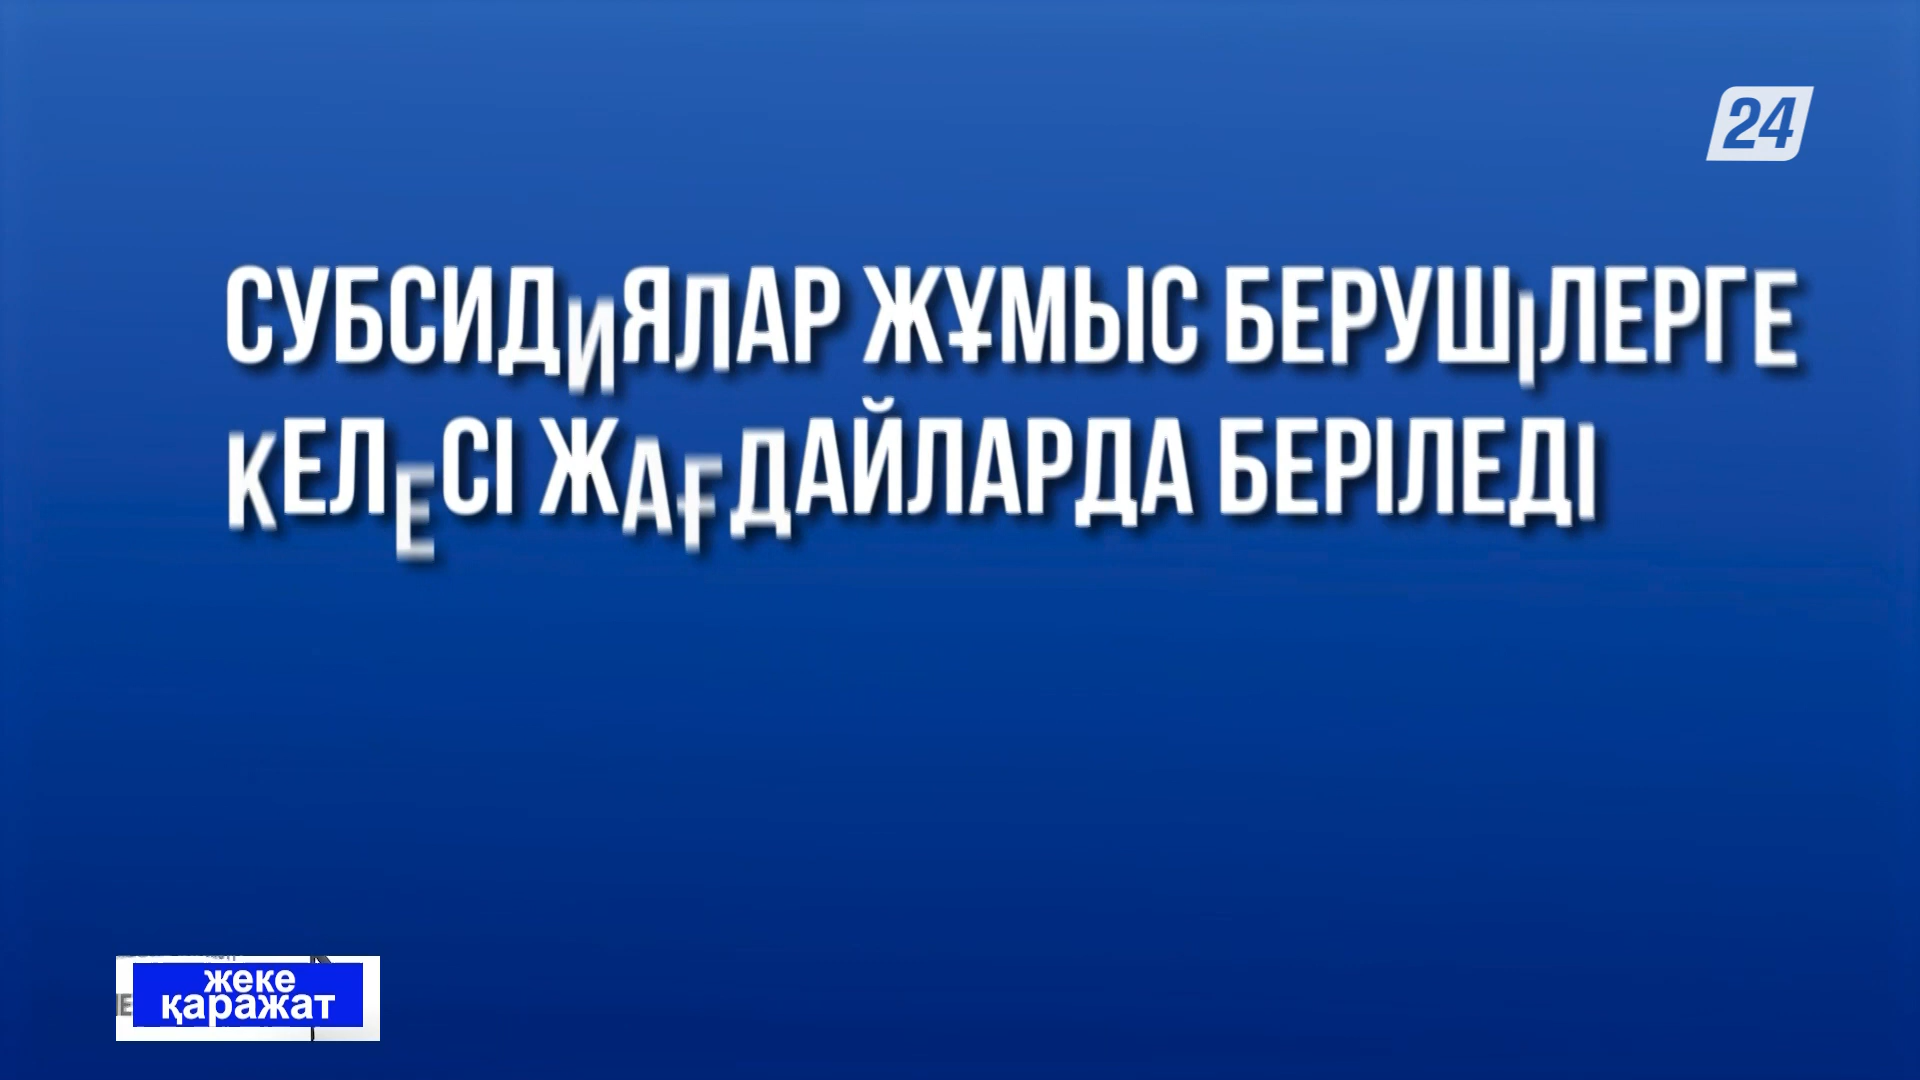 24
СУБСИДИЯЛАР ЖҰМЫС БЕРУШІЛЕРГЕ
КЕЛЕСІ ЖАҒДАЙЛАРДА БЕРІЛЕДІ
жеке
қаражат